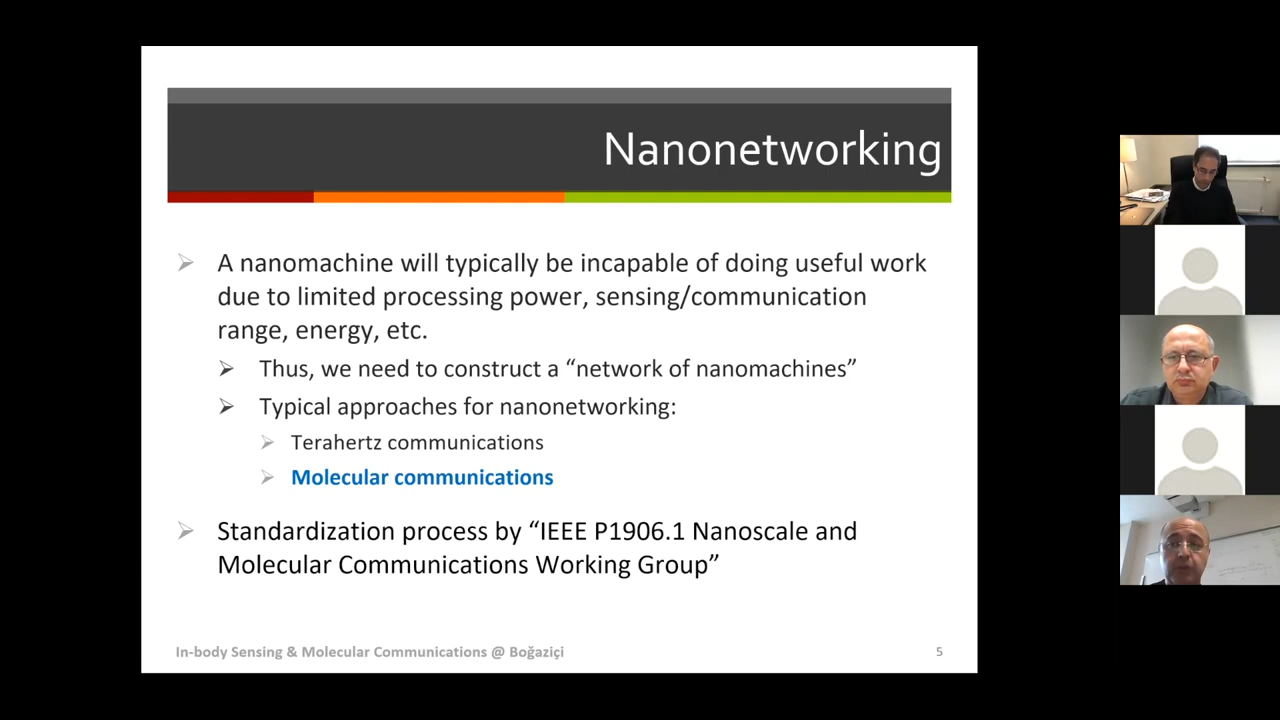 Nanonetworking
A nanomachine will typically be incapable of doing useful work
due to limited processing power, sensing/communication
range, energy, etc.
Thus, we need to construct a “network of nanomachines”
Typical approaches for nanonetworking:
Terahertz communications
Molecular communications
Standardization process by “IEEE P1906.1 Nanoscale and
Molecular Communications Working Group”
In-body Sensing & Molecular Communications @ Boğaziçi
5